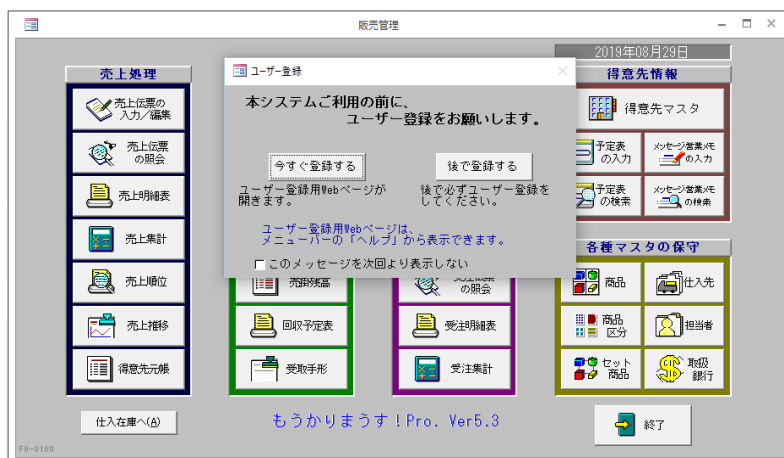 販売管理
2019年08月29日
売上処理
売上伝票の
入力/編集
売上伝票
の照会
売上明細表
売上集計
売上順位
売上推移
得意先元帳
ユーザー登録
本システムご利用の前に、
ユーザー登録をお願いします。
今すぐ登録する
後で登録する
ユーザー登録用Webページが
開きます。
後で必ずユーザー登録を
してください。
ユーザー登録用Webページは、
メニューバーの「ヘルプ」から表示できます。
このメッセージを次回より表示しない
売掛残高
回収予定表
受取手形
の照会
受注明細表
受注集計
得意先情報
得意先マスタ
予定表
の入力
メッセージ営業メモ
の入力
予定表
の検索
メッセージ営業メモ
の検索
各種マスタの保守
商品
仕入先
商品
区分
担当者
セット
商品
取扱
銀行
仕入在庫へ(A)
もうかりまうす!Pro. Ver5.3
終了
F0-0100